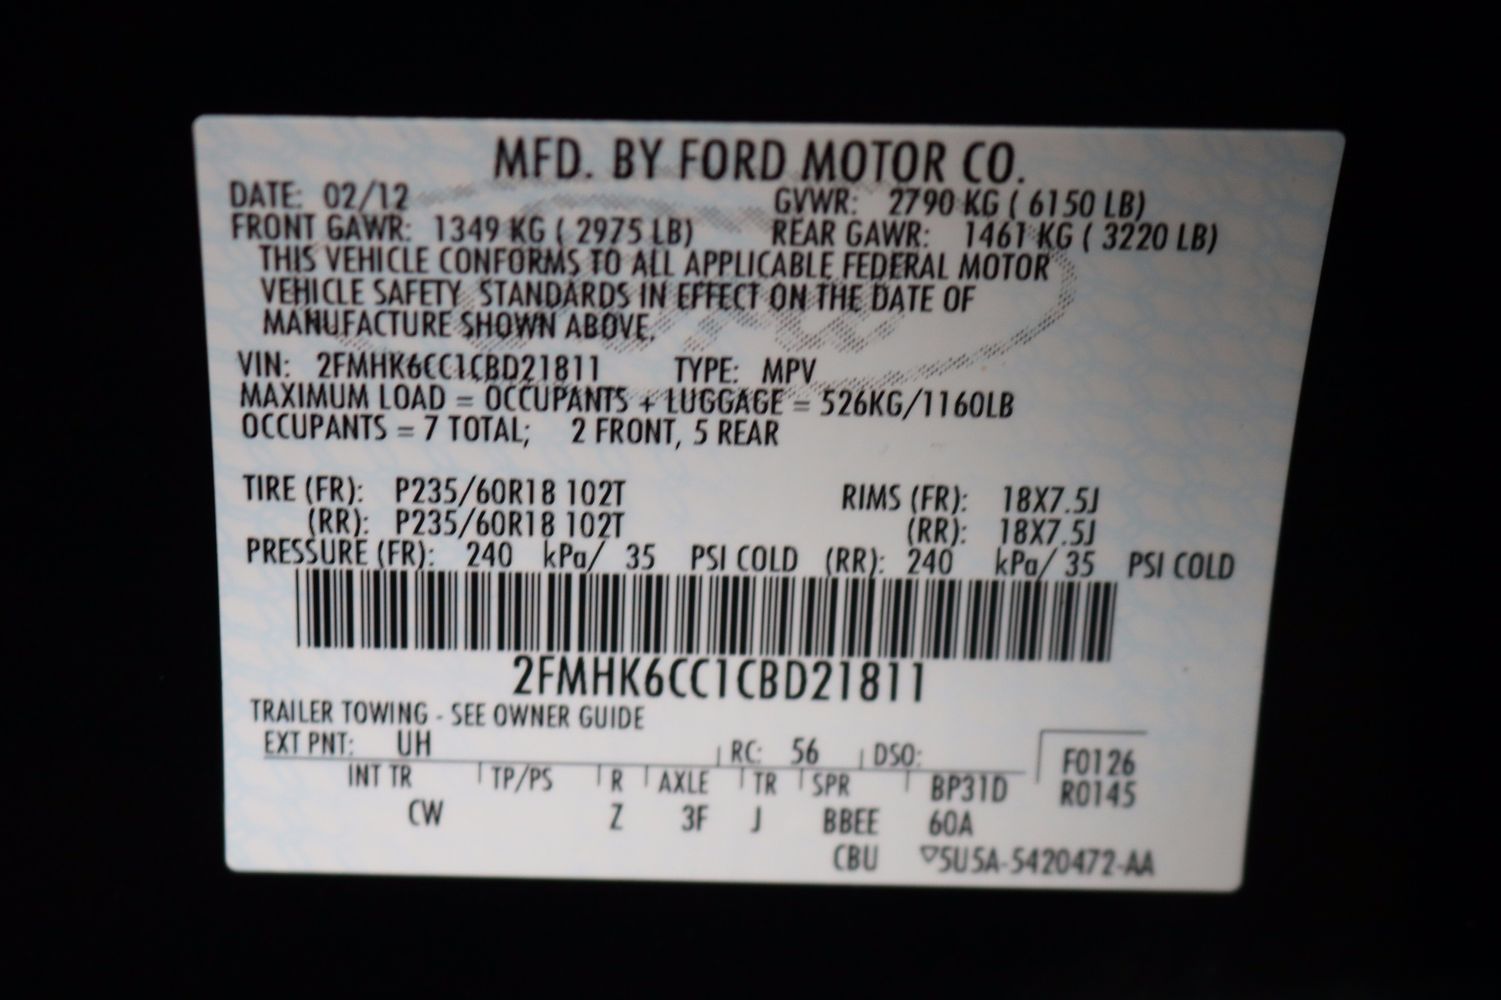 MFD. BY FORD MOTOR CO.
DATE: 02/12 GVWR: 2790 KG ( 6150 LB)
FRONT GAWR: 1349 KG ( 2975 LB) REAR GAWR: 1461 KG ( 3220 LB)
THIS VEHICLE CONFORMS TO ALL APPLICABLE FEDERAL MOTOR
VEHICLE SAFETY STANDARDS IN EFFECT ON THE DATE OF
MANUFACTURE SHOWN ABOVE.
VIN: 2FMHK6CC1CBD21811 TYPE: MPV
MAXIMUM LOAD = OCCUPANTS + LUGGAGE = 526KG/1160LB
OCCUPANTS = 7 TOTAL; 2 FRONT, 5 REAR
TIRE (FR): P235/60R18 102T RIMS (FR): 18X7.5J
(RR): P235/60R18 102T (RR): 18X7.5J
PRESSURE (FR): 240 kPa/ 35 PSI COLD (RR): 240 kPa/ 35 PSI COLD
2FMHK6CC1CBD21811
TRAILER TOWING - SEE OWNER GUIDE
EXT PNT: UH RC: 56 DSO: F0126
INT TR TP/PS R AXLE TR SPR BP31D R0145
CW Z 3F J BBEE 60A
CBU ▽5U5A-5420472-AA